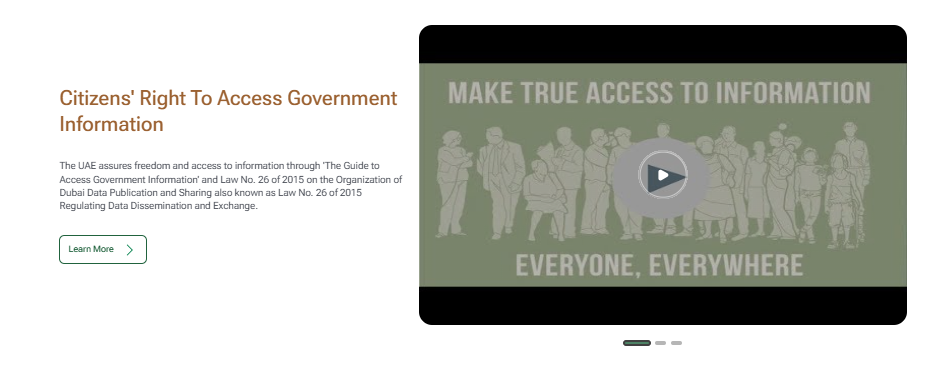 Citizens' Right To Access Government
Information
The UAE assures freedom and access to information through 'The Guide to
Access Government Information' and Law No. 26 of 2015 on the Organization of
Dubai Data Publication and Sharing also known as Law No. 26 of 2015
Regulating Data Dissemination and Exchange.
Learn More
MAKE TRUE ACCESS TO INFORMATION
EVERYONE, EVERYWHERE